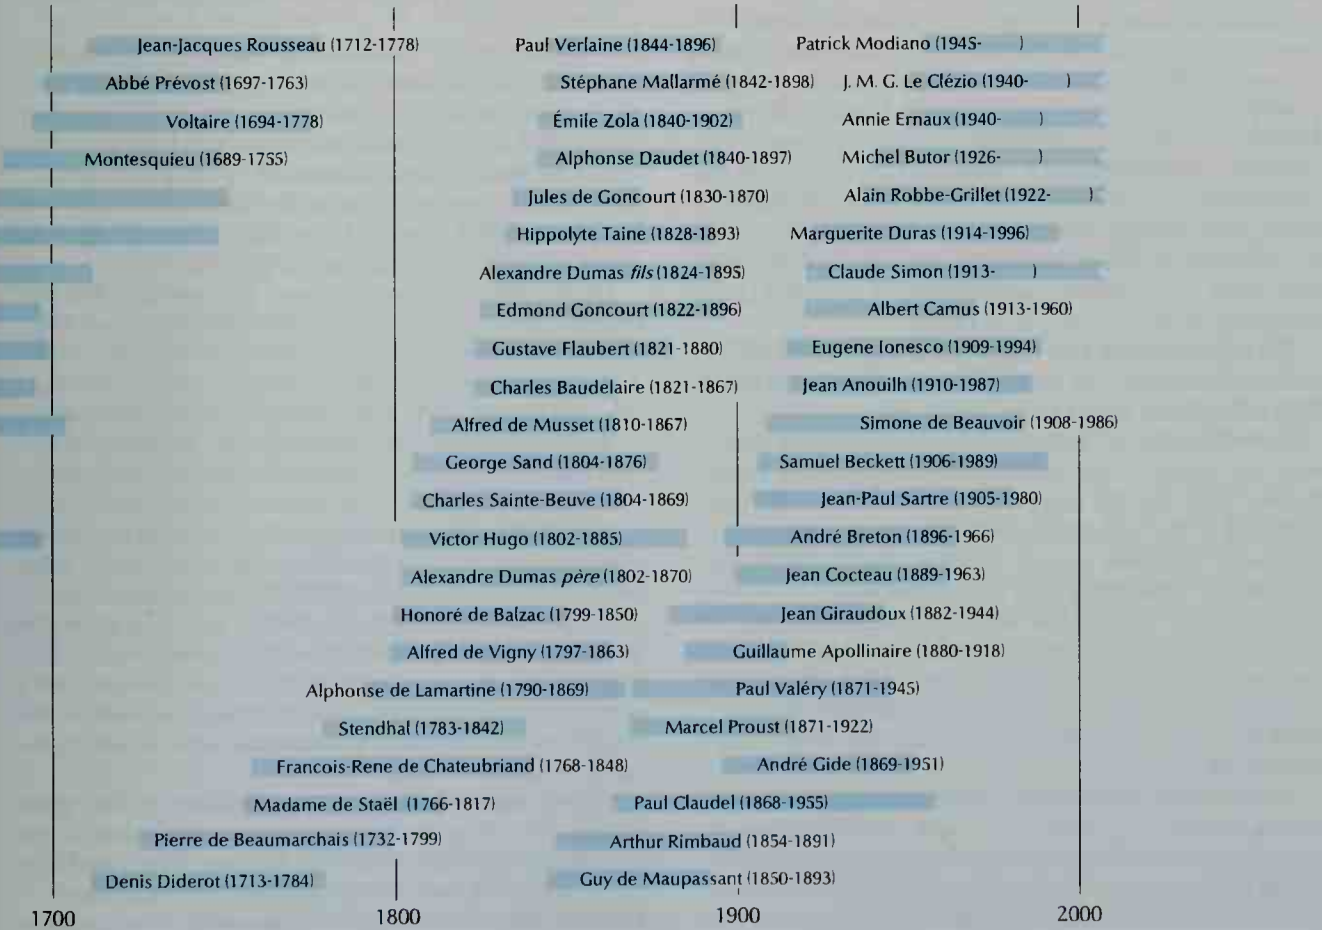 Jean-Jacques Rousseau (1712-1778)
Abbé Prévost (1697-1763)
Voltaire (1694-1778)
Montesquieu (1689-1755)
Paul Verlaine (1844-1896)
Stéphane Mallarmé (1842-1898)
Émile Zola (1840-1902)
Alphonse Daudet (1840-1897)
Jules de Goncourt (1830-1870)
Hippolyte Taine (1828-1893)
Alexandre Dumas fils (1824-1895)
Edmond Goncourt (1822-1896)
Gustave Flaubert (1821-1880)
Charles Baudelaire (1821-1867)
Alfred de Musset (1810-1867)
George Sand (1804-1876)
Charles Sainte-Beuve (1804-1869)
Victor Hugo (1802-1885)
Alexandre Dumas père (1802-1870)
Honoré de Balzac (1799-1850)
Alfred de Vigny (1797-1863)
Alphonse de Lamartine (1790-1869)
Stendhal (1783-1842)
Francois-Rene de Chateubriand (1768-1848)
Madame de Staël (1766-1817)
Pierre de Beaumarchais (1732-1799)
Denis Diderot (1713-1784)
Patrick Modiano (1945- )
J. M. G. Le Clézio (1940- )
Annie Ernaux (1940- )
Michel Butor (1926- )
Alain Robbe-Grillet (1922- )
Marguerite Duras (1914-1996)
Claude Simon (1913- )
Albert Camus (1913-1960)
Eugene Ionesco (1909-1994)
Jean Anouilh (1910-1987)
Simone de Beauvoir (1908-1986)
Samuel Beckett (1906-1989)
Jean-Paul Sartre (1905-1980)
André Breton (1896-1966)
Jean Cocteau (1889-1963)
Jean Giraudoux (1882-1944)
Guillaume Apollinaire (1880-1918)
Paul Valéry (1871-1945)
Marcel Proust (1871-1922)
André Gide (1869-1951)
Paul Claudel (1868-1955)
Arthur Rimbaud (1854-1891)
Guy de Maupassant (1850-1893)
1700 1800 1900 2000